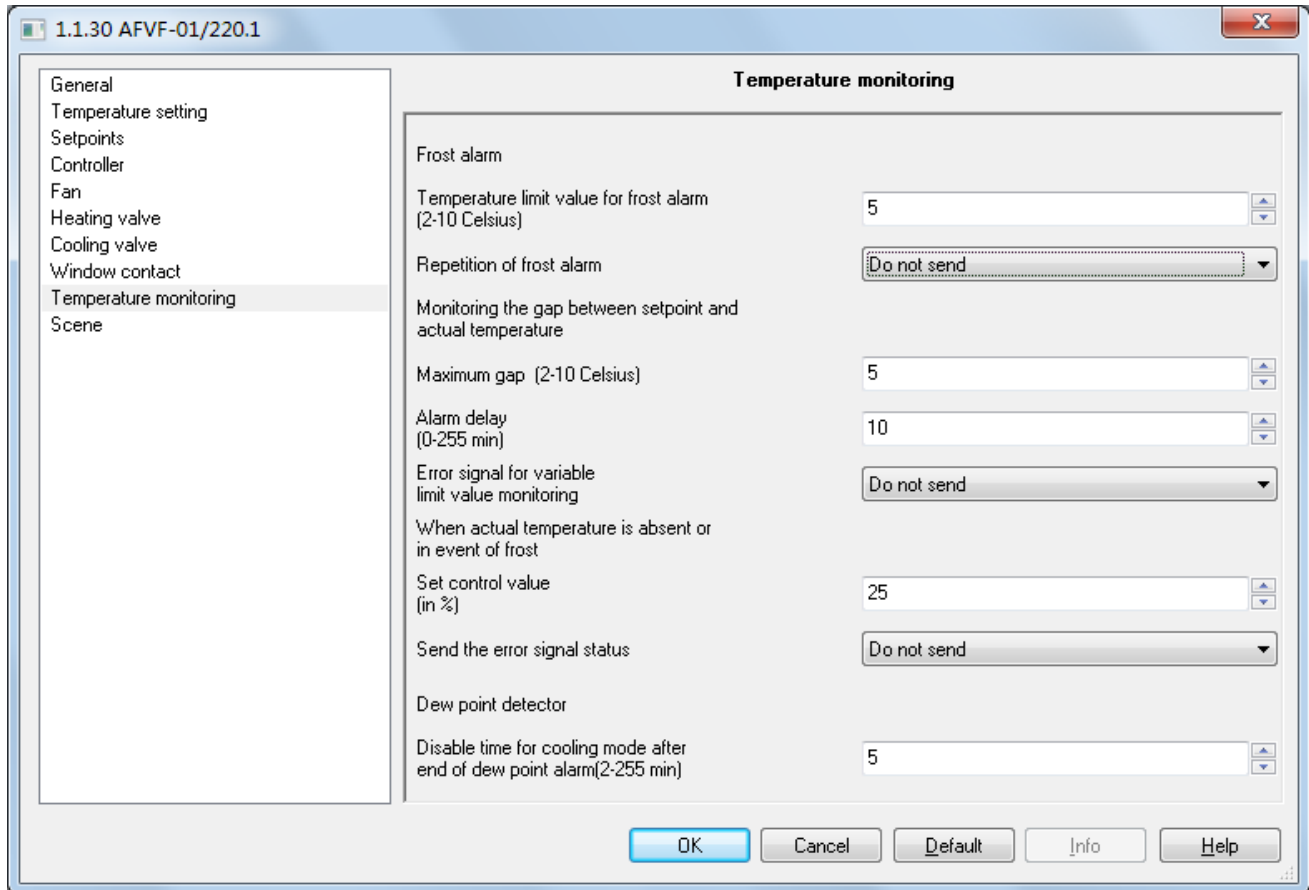 1.1.30 AFVF-01/220.1
General
Temperature setting
Setpoints
Controller
Fan
Heating valve
Cooling valve
Window contact
Temperature monitoring
Scene
Temperature monitoring
Frost alarm
Temperature limit value for frost alarm
(2-10 Celsius)
5
Repetition of frost alarm
Do not send
Monitoring the gap between setpoint and
actual temperature
Maximum gap  (2-10 Celsius)
5
Alarm delay
(0-255 min)
10
Error signal for variable
limit value monitoring
Do not send
When actual temperature is absent or
in event of frost
Set control value
(in %)
25
Send the error signal status
Do not send
Dew point detector
Disable time for cooling mode after
end of dew point alarm(2-255 min)
5
OK
Cancel
Default
Info
Help